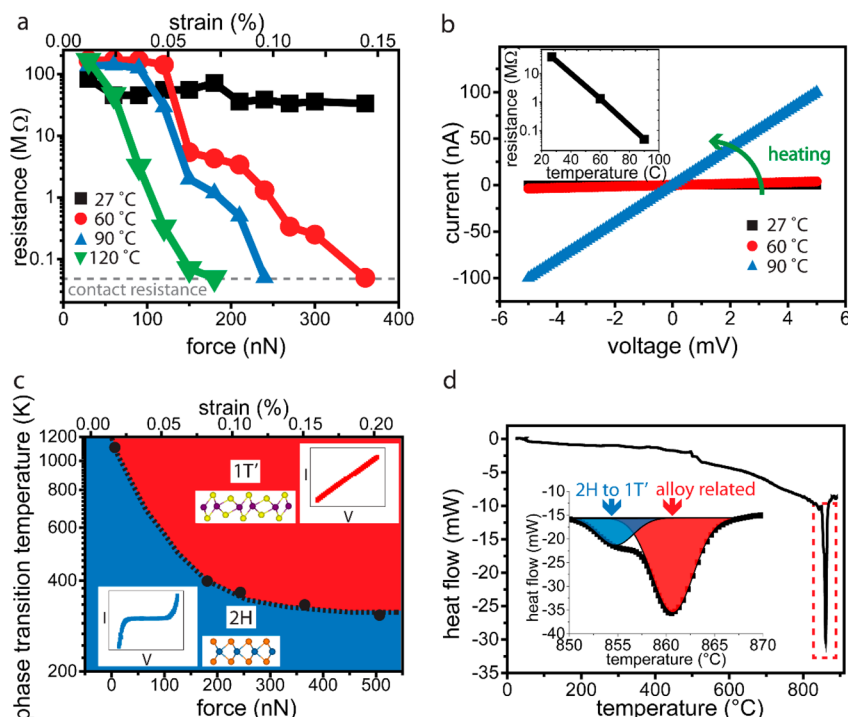 a
strain (%)
0.00 0.05 0.10 0.15
resistance (MΩ)
100
10
1
0.1
27 ˚C
60 ˚C
90 ˚C
120 ˚C
contact resistance
0 100 200 300 400
force (nN)
b
current (nA)
100
50
0
-50
-100
resistance (MΩ)
10
1
0.1
20 40 60 80 100
temperature (C)
heating
27 ˚C
60 ˚C
90 ˚C
-6 -4 -2 0 2 4 6
voltage (mV)
c
strain (%)
0.00 0.05 0.10 0.15 0.20
phase transition temperature (K)
1200
1000
800
600
400
200
1T’
I
V
I
V
2H
0 100 200 300 400 500
force (nN)
d
heat flow (mW)
0
-5
-10
-15
-20
-25
-30
-35
2H to 1T’ alloy related
heat flow (mW)
-10
-15
-20
-25
-30
-35
-40
850 855 860 865 870
temperature (°C)
0 200 400 600 800
temperature (°C)